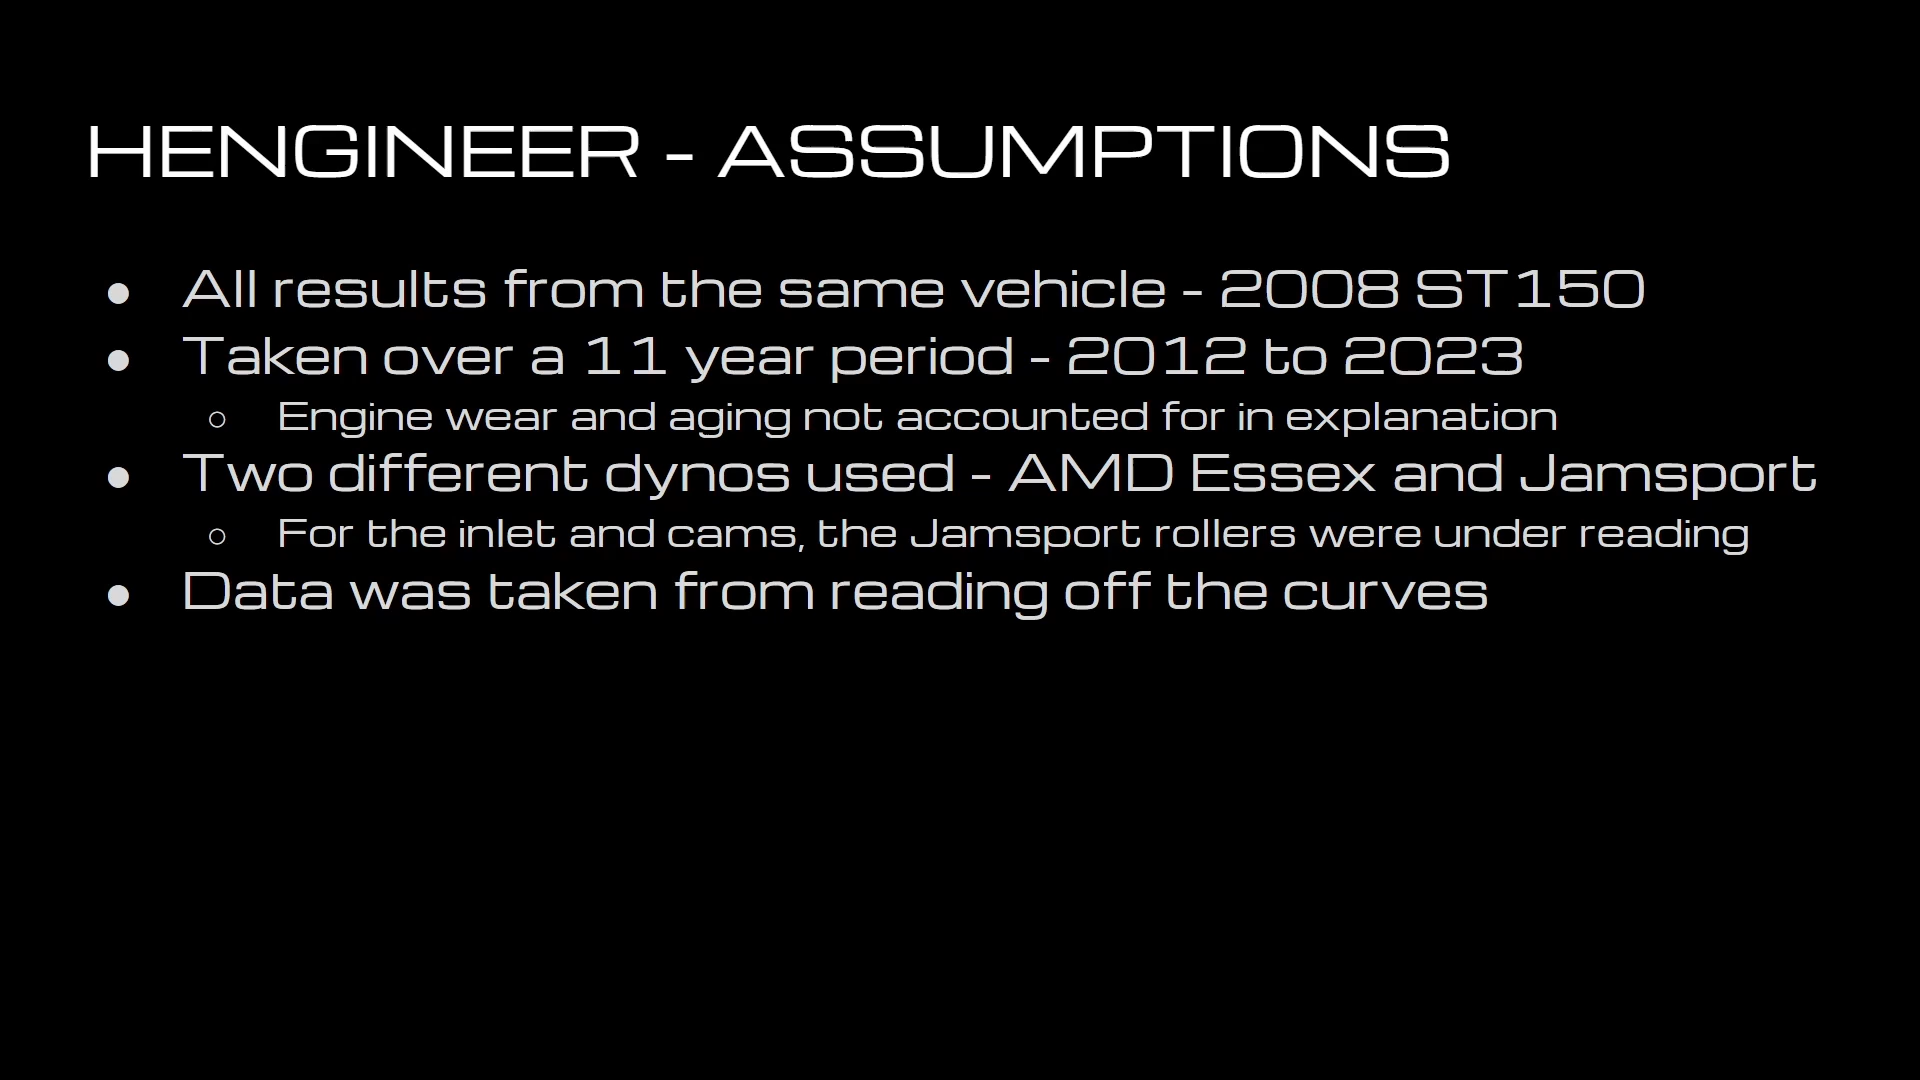 HENGINEER - ASSUMPTIONS
● All results from the same vehicle - 2008 ST150
● Taken over a 11 year period - 2012 to 2023
○ Engine wear and aging not accounted for in explanation
● Two different dynos used - AMD Essex and Jamsport
○ For the inlet and cams, the Jamsport rollers were under reading
● Data was taken from reading off the curves